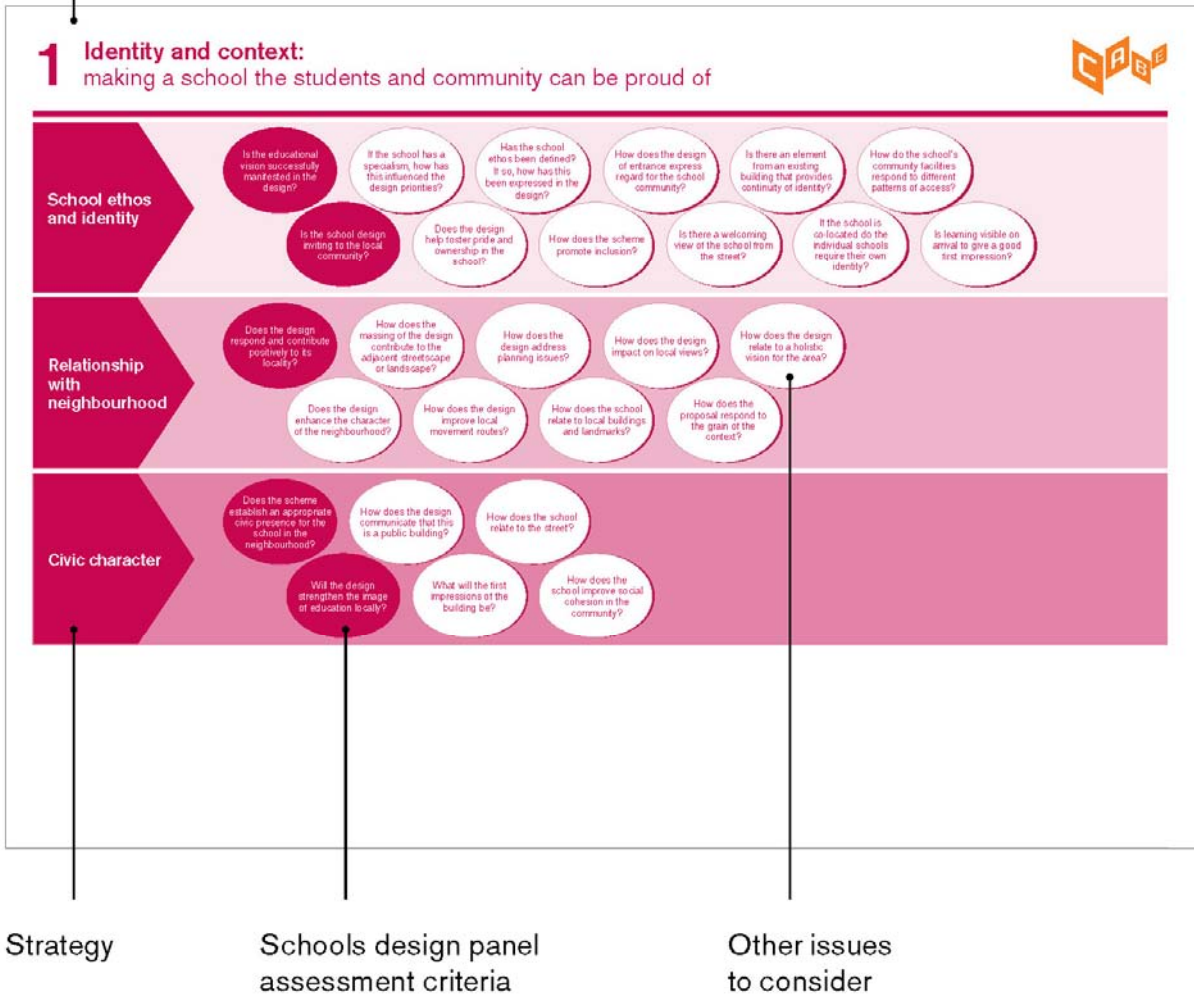 1 Identity and context:
making a school the students and community can be proud of
CABE
School ethos
and identity
Is the educational
vision successfully
manifested in the
design?
If the school has a
specialism, how has
this influenced the
design priorities?
Has the school
ethos been defined?
If so, how has this
been expressed in the
design?
How does the design
of entrance express
regard for the school
community?
Is there an element
from an existing
building that provides
continuity of identity?
How do the school's
community facilities
respond to different
patterns of access?
Is the school design
inviting to the local
community?
Does the design
help foster pride and
ownership in the
school?
How does the scheme
promote inclusion?
Is there a welcoming
view of the school from
the street?
If the school is
co-located do the
individual schools
require their own
identity?
Is learning visible on
arrival to give a good
first impression?
Relationship
with
neighbourhood
Does the design
respond and contribute
positively to its
locality?
How does the
massing of the design
contribute to the
adjacent streetscape
or landscape?
How does the
design address
planning issues?
How does the design
impact on local views?
How does the design
relate to a holistic
vision for the area?
Does the design
enhance the character
of the neighbourhood?
How does the design
improve local
movement routes?
How does the school
relate to local buildings
and landmarks?
How does the
proposal respond to
the grain of the
context?
Civic character
Does the scheme
establish an appropriate
civic presence for the
school in the
neighbourhood?
How does the design
communicate that this
is a public building?
How does the school
relate to the street?
Will the design
strengthen the image
of education locally?
What will the first
impressions of the
building be?
How does the
school improve social
cohesion in the
community?
Strategy
Schools design panel
assessment criteria
Other issues
to consider